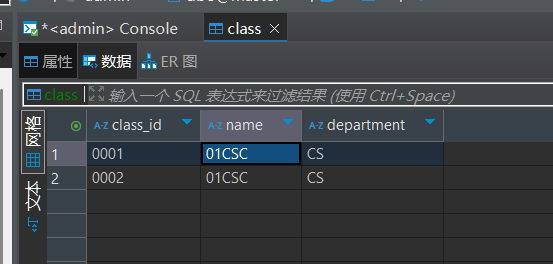 *<admin> Console class
属性 数据 ER 图
class 输入一个 SQL 表达式来过滤结果 (使用 Ctrl+Space)
网格
文本
A-Z class_id A-Z name A-Z department
1 0001 01CSC CS
2 0002 01CSC CS